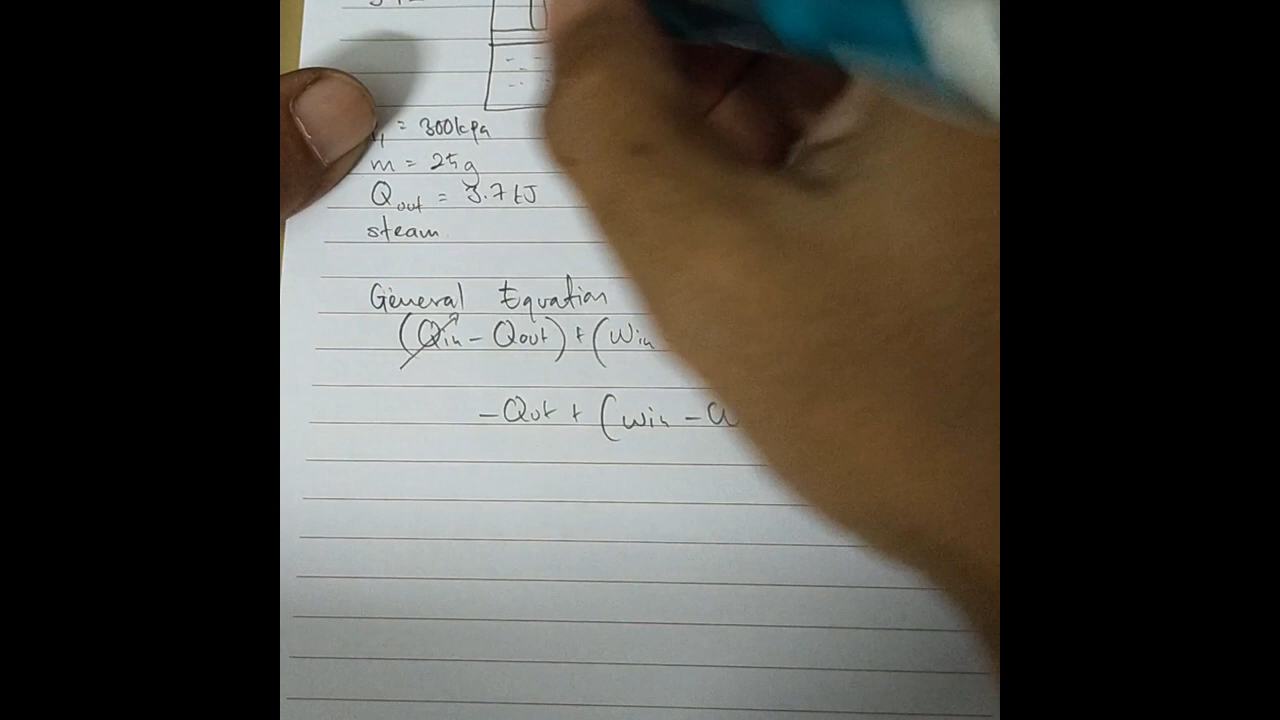 = 300kpa
m = 25g
Qout = 3.7 kJ
steam
General Equation
(Qin - Qout) + (Win
-Qout + (win -